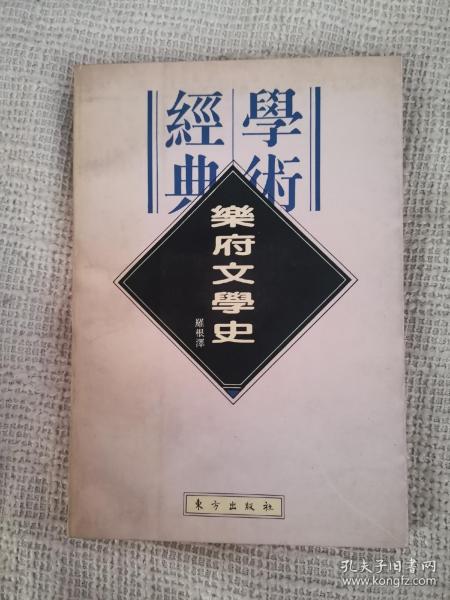 學術
經典
樂府文學史
羅根澤
東方出版社
孔夫子旧书网
www.kongfz.com